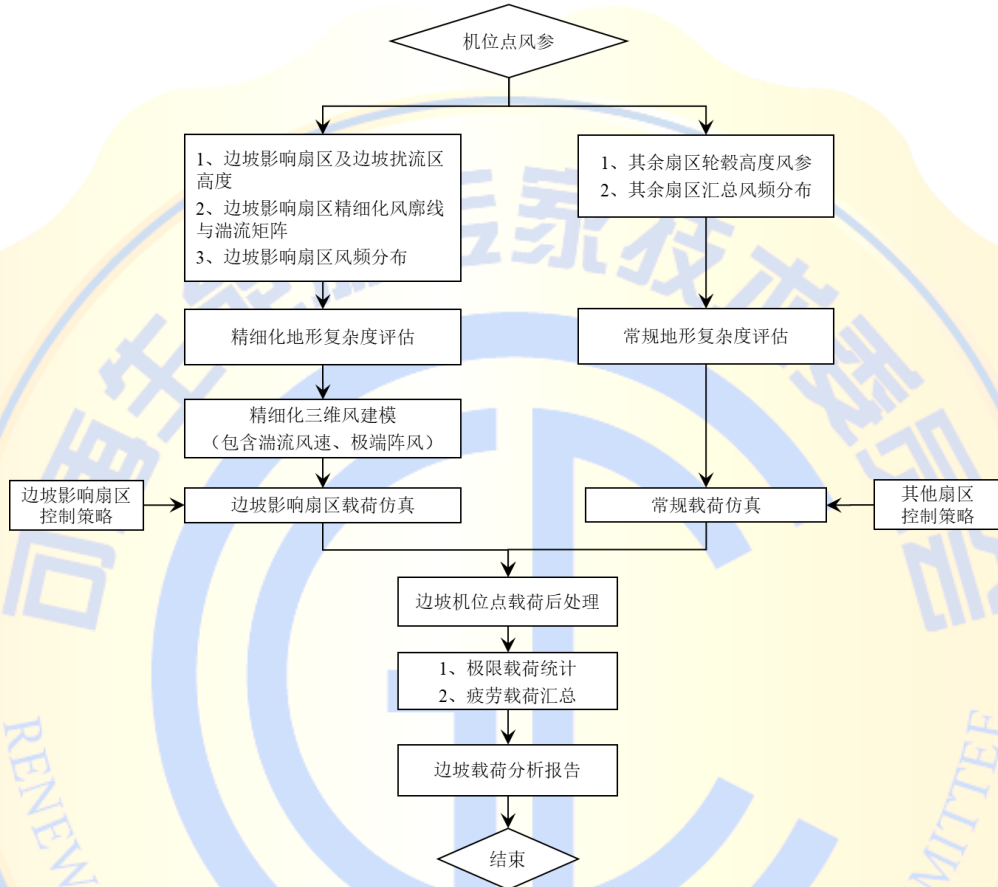 机位点风参
1、边坡影响扇区及边坡扰流区
高度
2、边坡影响扇区精细化风廓线
与湍流矩阵
3、边坡影响扇区风频分布
1、其余扇区轮毂高度风参
2、其余扇区汇总风频分布
精细化地形复杂度评估
常规地形复杂度评估
精细化三维风建模
（包含湍流风速、极端阵风）
边坡影响扇区
控制策略
边坡影响扇区载荷仿真
常规载荷仿真
其他扇区
控制策略
边坡机位点载荷后处理
1、极限载荷统计
2、疲劳载荷汇总
边坡载荷分析报告
结束
RENEW
MITTEE